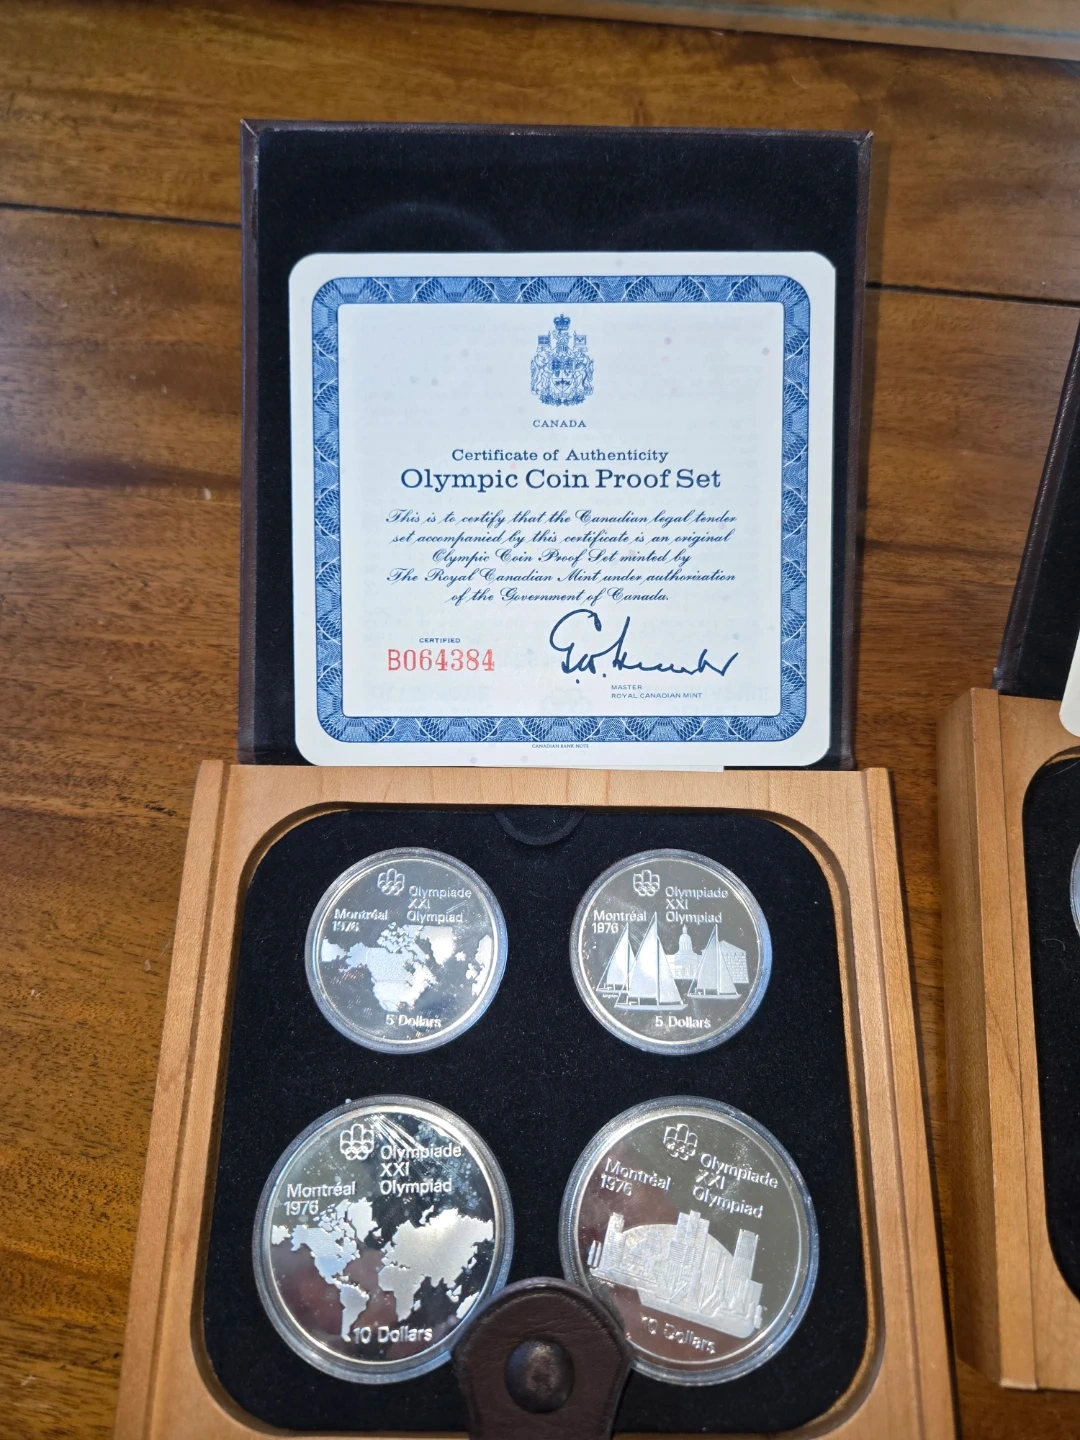 CANADA
Certificate of Authenticity
Olympic Coin Proof Set
This is to certify that the Canadian legal tender
set accompanied by this certificate is an original
Olympic Coin Proof Set minted by
The Royal Canadian Mint under authorisation
of the Government of Canada.
CERTIFIED
B064384
MASTER
ROYAL CANADIAN MINT
CANADIAN BANK NOTE
Olympiade
XXI
Olympiad
Montréal
1976
5 Dollars
Olympiade
XXI
Olympiad
Montréal
1976
5 Dollars
Olympiade
XXI
Olympiad
Montréal
1976
10 Dollars
Olympiade
XXI
Olympiad
Montréal
1976
10 Dollars